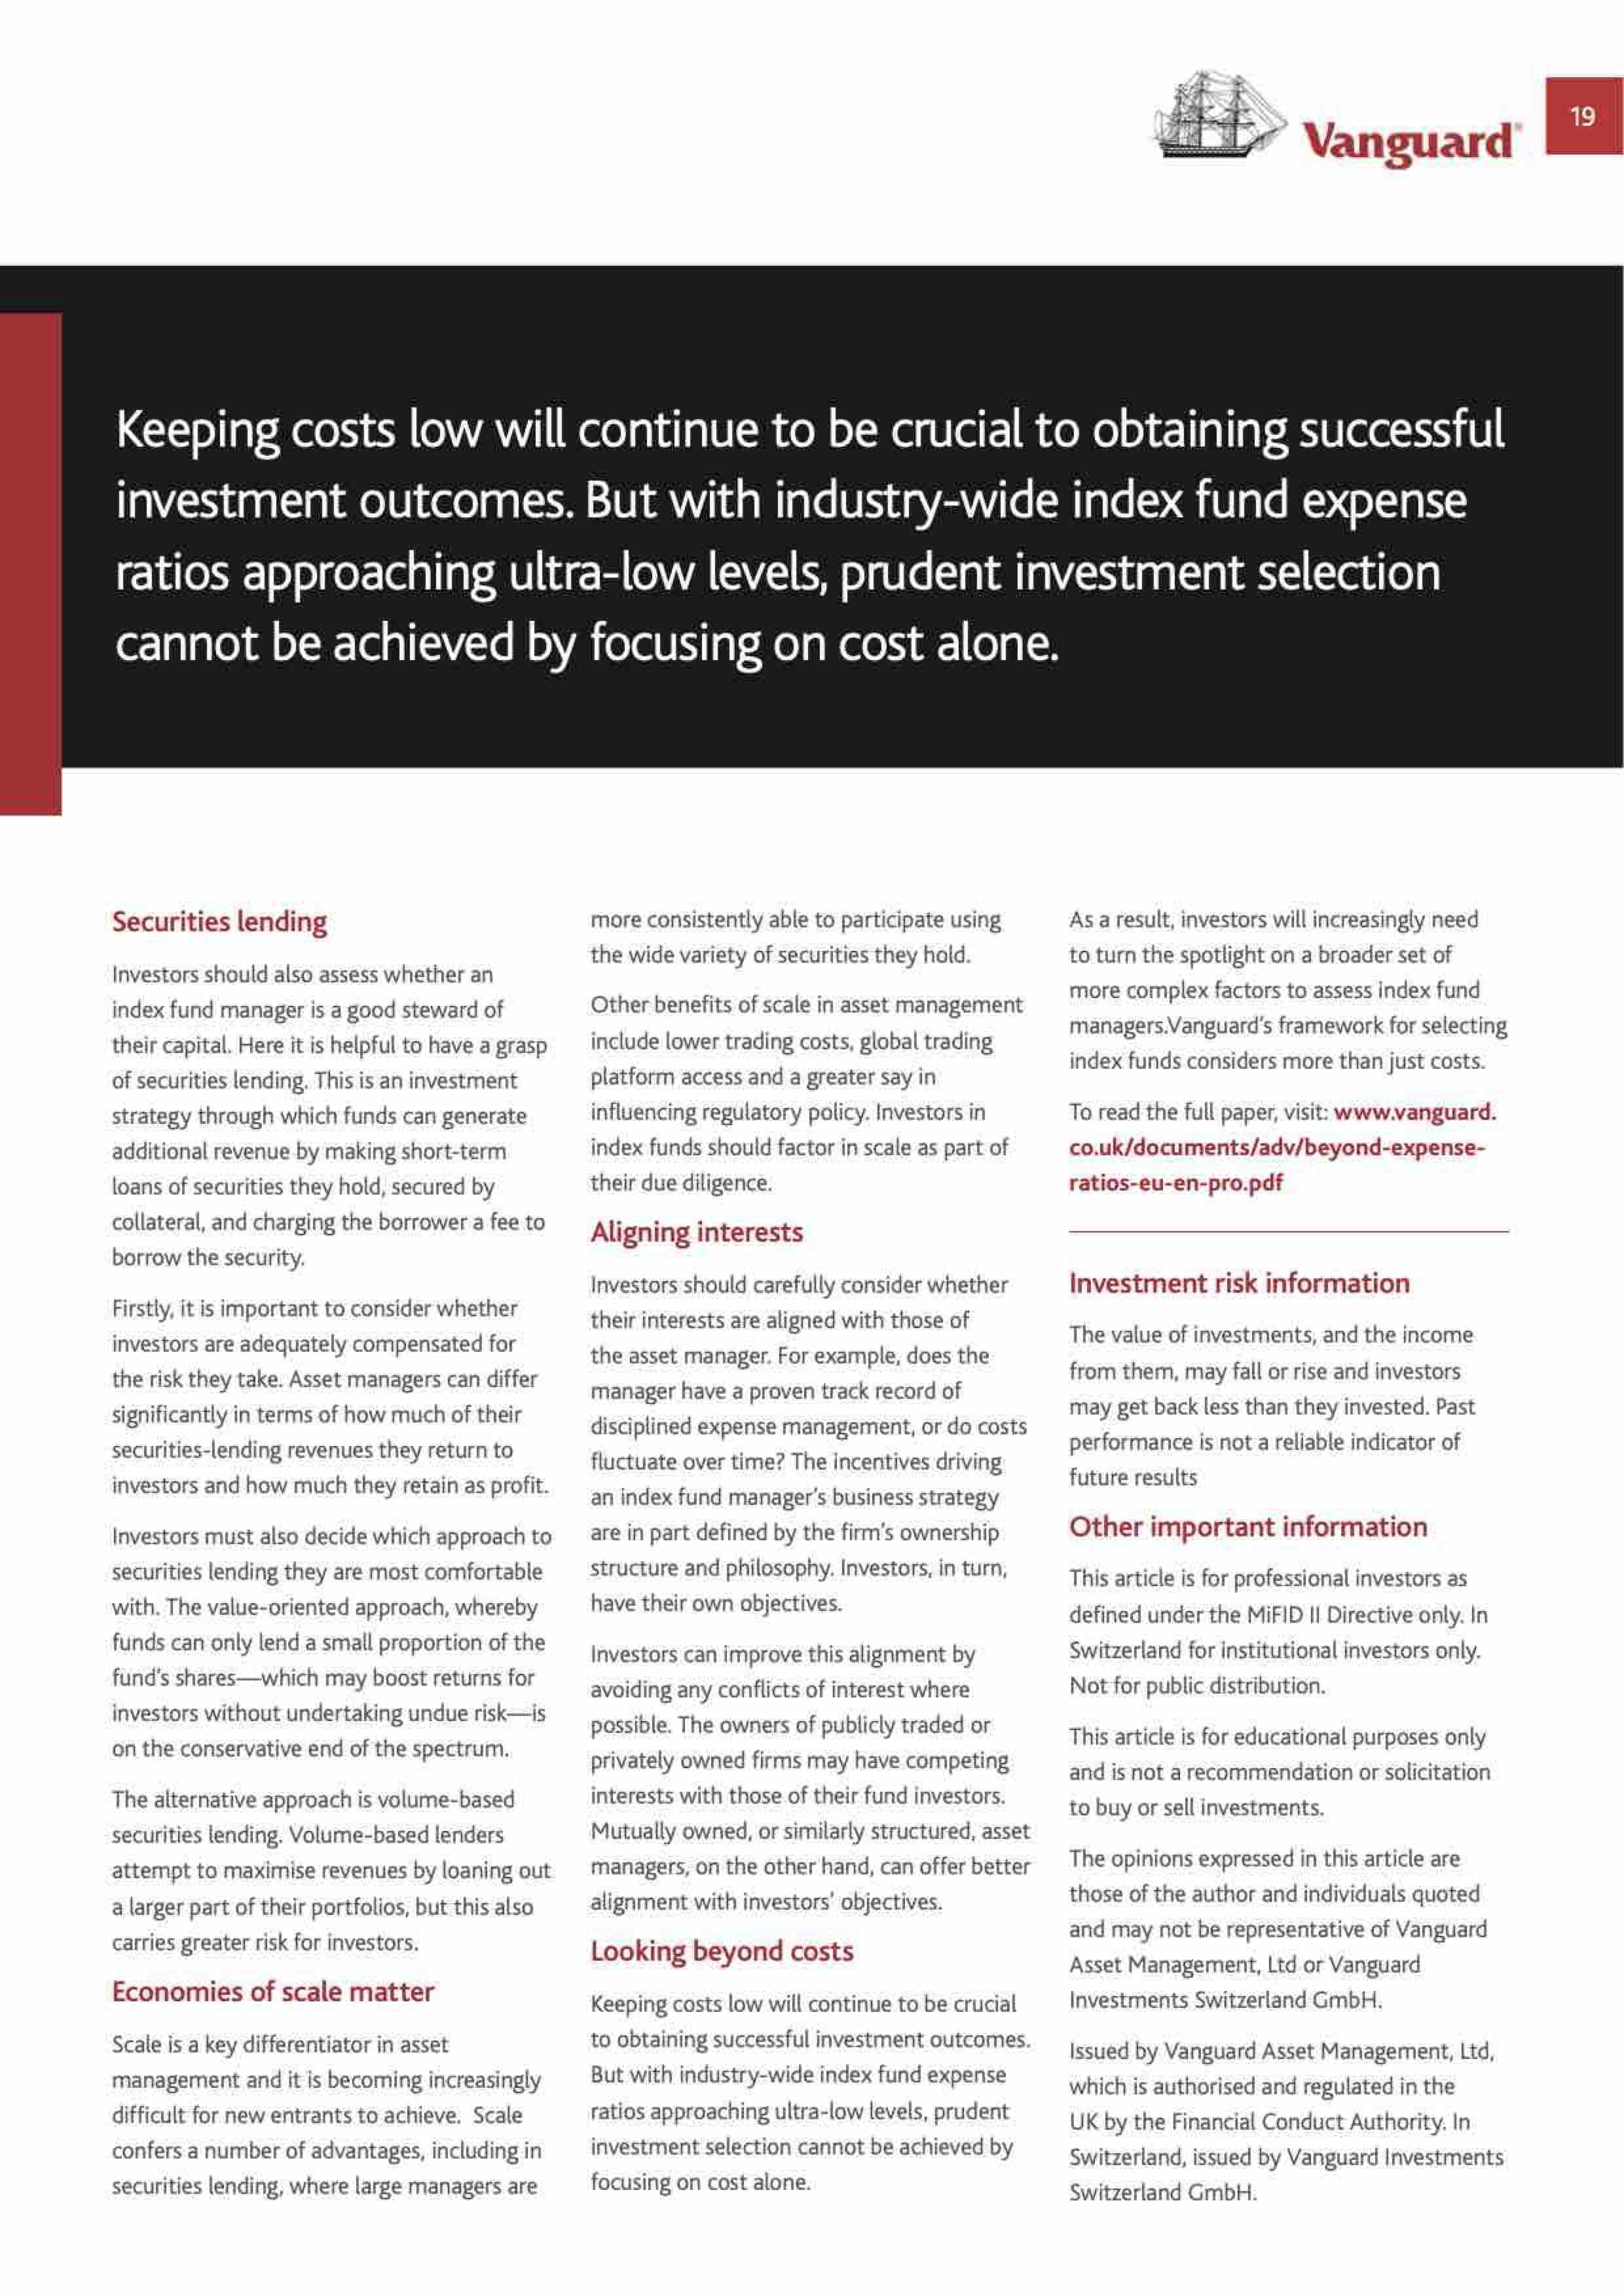 Vanguard®
19
Keeping costs low will continue to be crucial to obtaining successful
investment outcomes. But with industry-wide index fund expense
ratios approaching ultra-low levels, prudent investment selection
cannot be achieved by focusing on cost alone.
Securities lending
Investors should also assess whether an
index fund manager is a good steward of
their capital. Here it is helpful to have a grasp
of securities lending. This is an investment
strategy through which funds can generate
additional revenue by making short-term
loans of securities they hold, secured by
collateral, and charging the borrower a fee to
borrow the security.
Firstly, it is important to consider whether
investors are adequately compensated for
the risk they take. Asset managers can differ
significantly in terms of how much of their
securities-lending revenues they return to
investors and how much they retain as profit.
Investors must also decide which approach to
securities lending they are most comfortable
with. The value-oriented approach, whereby
funds can only lend a small proportion of the
fund's shares—which may boost returns for
investors without undertaking undue risk—is
on the conservative end of the spectrum.
The alternative approach is volume-based
securities lending. Volume-based lenders
attempt to maximise revenues by loaning out
a larger part of their portfolios, but this also
carries greater risk for investors.
Economies of scale matter
Scale is a key differentiator in asset
management and it is becoming increasingly
difficult for new entrants to achieve. Scale
confers a number of advantages, including in
securities lending, where large managers are
more consistently able to participate using
the wide variety of securities they hold.
Other benefits of scale in asset management
include lower trading costs, global trading
platform access and a greater say in
influencing regulatory policy. Investors in
index funds should factor in scale as part of
their due diligence.
Aligning interests
Investors should carefully consider whether
their interests are aligned with those of
the asset manager. For example, does the
manager have a proven track record of
disciplined expense management, or do costs
fluctuate over time? The incentives driving
an index fund manager's business strategy
are in part defined by the firm's ownership
structure and philosophy. Investors, in turn,
have their own objectives.
Investors can improve this alignment by
avoiding any conflicts of interest where
possible. The owners of publicly traded or
privately owned firms may have competing
interests with those of their fund investors.
Mutually owned, or similarly structured, asset
managers, on the other hand, can offer better
alignment with investors' objectives.
Looking beyond costs
Keeping costs low will continue to be crucial
to obtaining successful investment outcomes.
But with industry-wide index fund expense
ratios approaching ultra-low levels, prudent
investment selection cannot be achieved by
focusing on cost alone.
As a result, investors will increasingly need
to turn the spotlight on a broader set of
more complex factors to assess index fund
managers.Vanguard's framework for selecting
index funds considers more than just costs.
To read the full paper, visit: www.vanguard.
co.uk/documents/adv/beyond-expense-
ratios-eu-en-pro.pdf
Investment risk information
The value of investments, and the income
from them, may fall or rise and investors
may get back less than they invested. Past
performance is not a reliable indicator of
future results
Other important information
This article is for professional investors as
defined under the MiFID II Directive only. In
Switzerland for institutional investors only.
Not for public distribution.
This article is for educational purposes only
and is not a recommendation or solicitation
to buy or sell investments.
The opinions expressed in this article are
those of the author and individuals quoted
and may not be representative of Vanguard
Asset Management, Ltd or Vanguard
Investments Switzerland GmbH.
Issued by Vanguard Asset Management, Ltd,
which is authorised and regulated in the
UK by the Financial Conduct Authority. In
Switzerland, issued by Vanguard Investments
Switzerland GmbH.